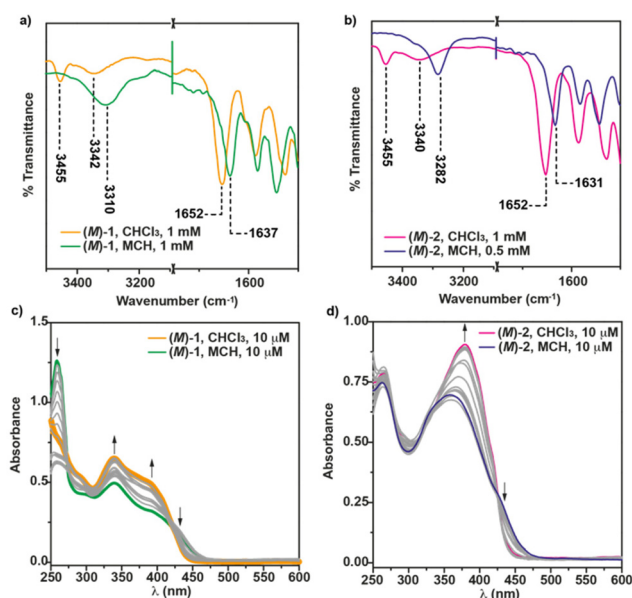 a)
% Transmittance
3455
3342
3310
1652
1637
(M)-1, CHCl₃, 1 mM
(M)-1, MCH, 1 mM
3400
3200
1600
Wavenumber (cm⁻¹)
b)
% Transmittance
3455
3340
3282
1652
1631
(M)-2, CHCl₃, 1 mM
(M)-2, MCH, 0.5 mM
3400
3200
1600
Wavenumber (cm⁻¹)
c)
Absorbance
1.5
1.0
0.5
0.0
(M)-1, CHCl₃, 10 µM
(M)-1, MCH, 10 µM
250 300 350 400 450 500 550 600
λ (nm)
d)
Absorbance
1.00
0.75
0.50
0.25
0.00
(M)-2, CHCl₃, 10 µM
(M)-2, MCH, 10 µM
250 300 350 400 450 500 550 600
λ (nm)